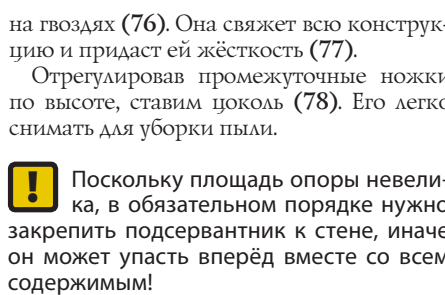 на гвоздях (76). Она свяжет всю конструк-
цию и придаст ей жёсткость (77).
Отрегулировав промежуточные ножки
по высоте, ставим цоколь (78). Его легко
снимать для уборки пыли.
! Поскольку площадь опоры невели-
ка, в обязательном порядке нужно
закрепить подсервантник к стене, иначе
он может упасть вперёд вместе со всем
содержимым!